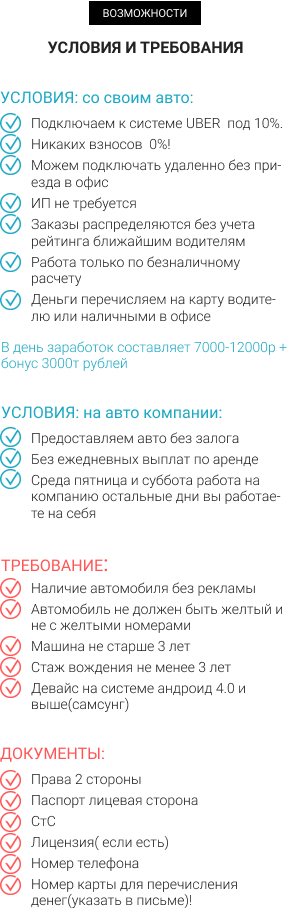 ВОЗМОЖНОСТИ
УСЛОВИЯ И ТРЕБОВАНИЯ
УСЛОВИЯ: со своим авто:
Подключаем к системе UBER под 10%.
Никаких взносов 0%!
Можем подключать удаленно без при-
езда в офис
ИП не требуется
Заказы распределяются без учета
рейтинга ближайшим водителям
Работа только по безналичному
расчету
Деньги перечисляем на карту водите-
лю или наличными в офисе
В день заработок составляет 7000-12000р +
бонус 3000т рублей
УСЛОВИЯ: на авто компании:
Предоставляем авто без залога
Без ежедневных выплат по аренде
Среда пятница и суббота работа на
компанию остальные дни вы работае-
те на себя
ТРЕБОВАНИЕ:
Наличие автомобиля без рекламы
Автомобиль не должен быть желтый и
не с желтыми номерами
Машина не старше 3 лет
Стаж вождения не менее 3 лет
Девайс на системе андроид 4.0 и
выше(самсунг)
ДОКУМЕНТЫ:
Права 2 стороны
Паспорт лицевая сторона
СтС
Лицензия( если есть)
Номер телефона
Номер карты для перечисления
денег(указать в письме)!